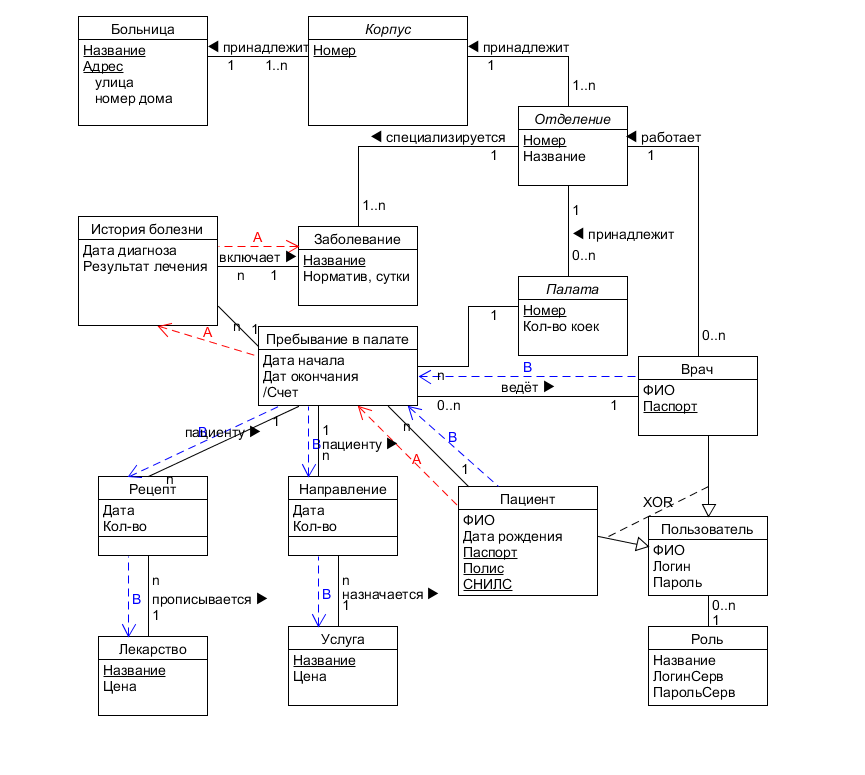 Больница
Название
Адрес
улица
номер дома
◀ принадлежит
1
1..n
Корпус
Номер
◀ принадлежит
1
1..n
Отделение
Номер
Название
◀ специализируется
1
1..n
◀ работает
1
0..n
1
◀ принадлежит
0..n
История болезни
Дата диагноза
Результат лечения
A
включает ▶
n
1
Заболевание
Название
Норматив, сутки
Палата
Номер
Кол-во коек
1
n
n
1
A
Пребывание в палате
Дата начала
Дат окончания
/Счет
B
ведёт ▶
0..n
1
Врач
ФИО
Паспорт
пациенту ▶
B
1
n
B
1
пациенту ▶
n
n
A
B
1
Рецепт
Дата
Кол-во
Направление
Дата
Кол-во
Пациент
ФИО
Дата рождения
Паспорт
Полис
СНИЛС
XOR
Пользователь
ФИО
Логин
Пароль
B
n
прописывается ▶
1
B
n
назначается ▶
1
0..n
1
Лекарство
Название
Цена
Услуга
Название
Цена
Роль
Название
ЛогинСерв
ПарольСерв